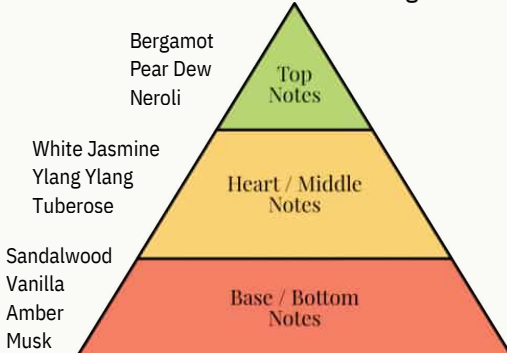 Bergamot
Pear Dew
Neroli
Top
Notes
White Jasmine
Ylang Ylang
Tuberose
Heart / Middle
Notes
Sandalwood
Vanilla
Amber
Musk
Base / Bottom
Notes